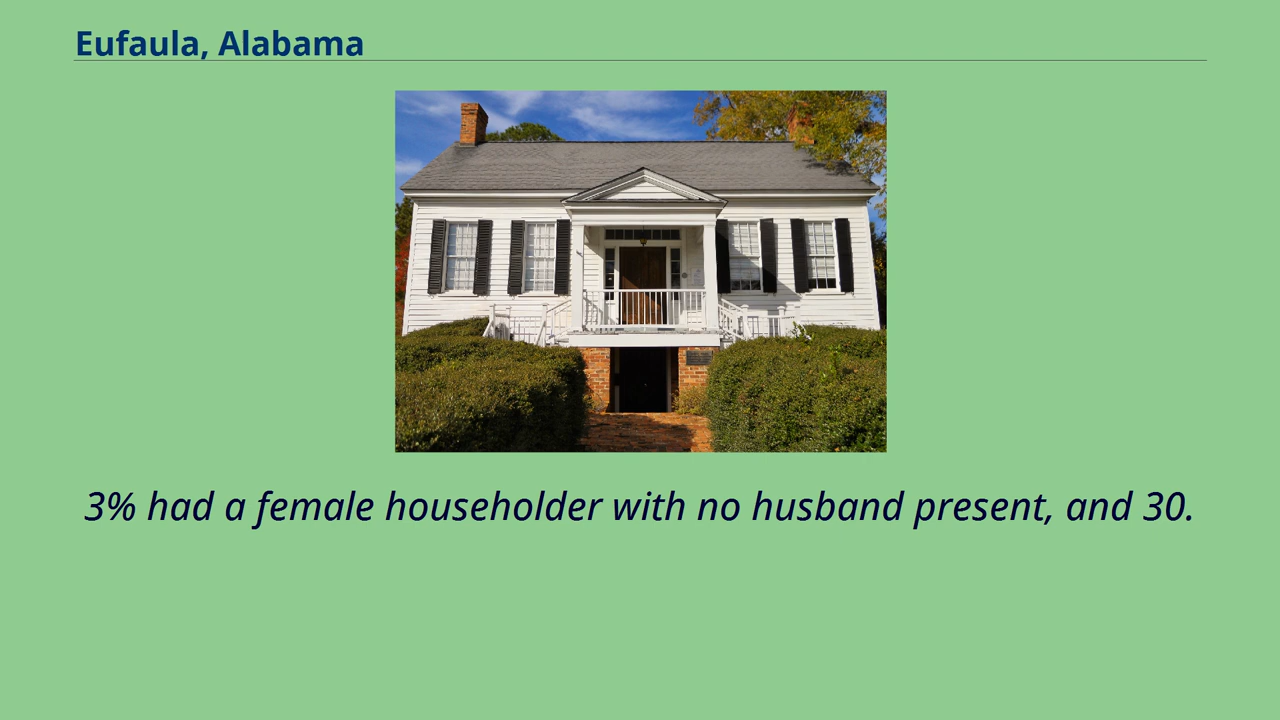 Eufaula, Alabama
3% had a female householder with no husband present, and 30.